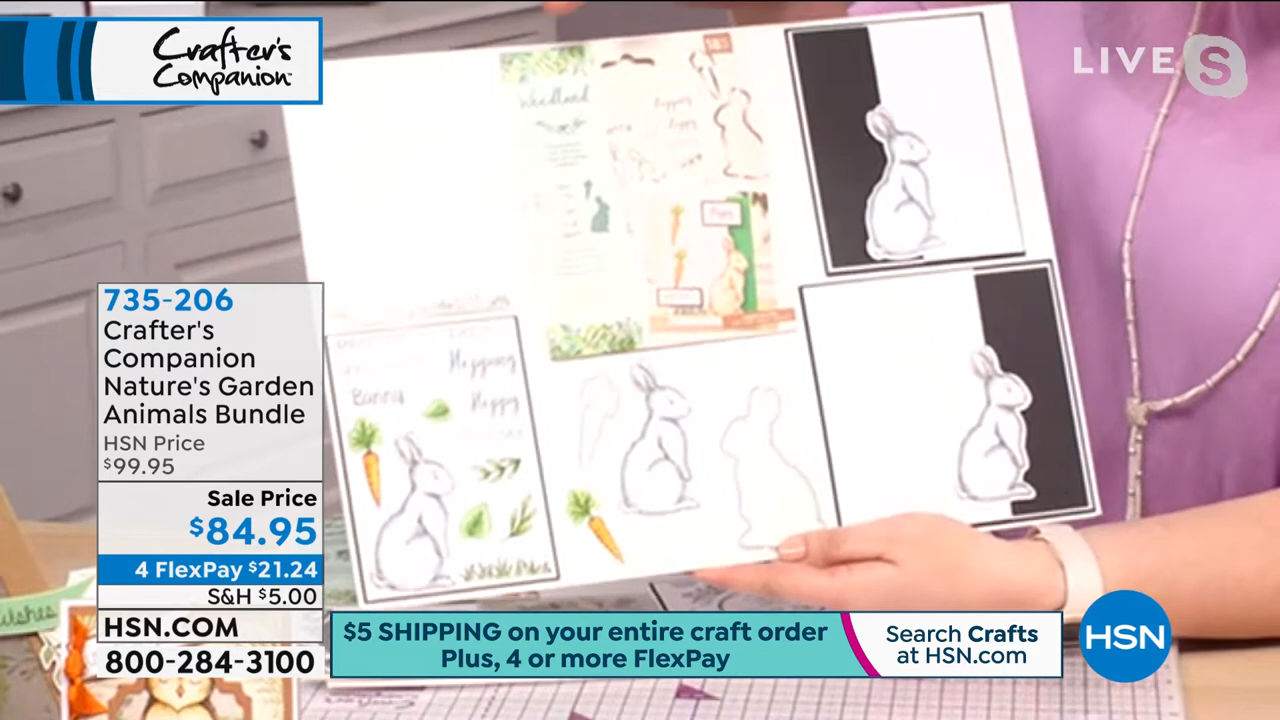 Crafter's
Companion
LIVE S
Woodland
Hopping
Hoppy
Bunny
735-206
Crafter's
Companion
Nature's Garden
Animals Bundle
HSN Price
$99.95
Sale Price
$84.95
4 FlexPay $21.24
S&H $5.00
HSN.COM
800-284-3100
wishes
$5 SHIPPING on your entire craft order
Plus, 4 or more FlexPay
Search Crafts
at HSN.com
HSN